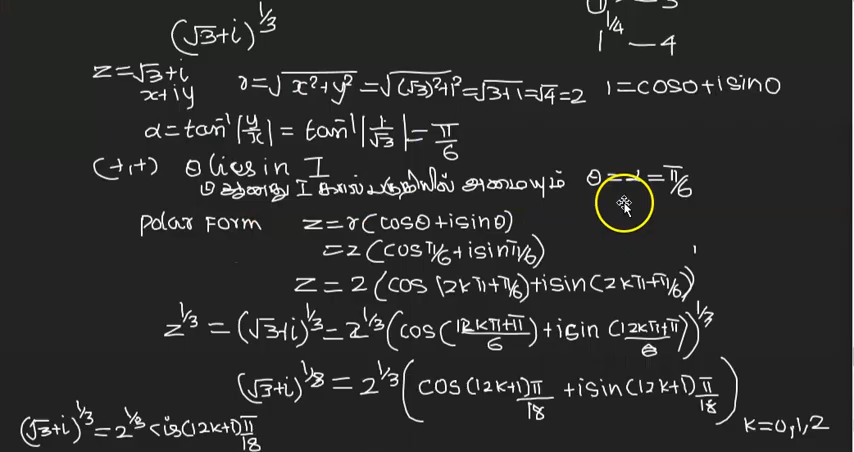 (√3+i)^1/3
1^1/4 — 4
z=√3+i
x+iy
r=√x²+y² = √(√3)²+1² = √3+1 = √4 = 2
1=cos0+isin0
α=tan⁻¹|y/x| = tan⁻¹|1/√3| = π/6
(+,+) θ lies in I
θ ஆனது I கால்பகுதியில் அமையும் θ=α=π/6
Polar Form z=r(cosθ+isinθ)
=2(cosπ/6+isinπ/6)
z=2(cos(2kπ+π/6)+isin(2kπ+π/6))
z^1/3=(√3+i)^1/3=2^1/3(cos(12kπ+π/6)+isin(12kπ+π/6))^1/3
(√3+i)^1/3=2^1/3(cos(12k+1)π/18+isin(12k+1)π/18)
k=0,1,2
(√3+i)^1/3=2^1/3cis(12k+1)π/18